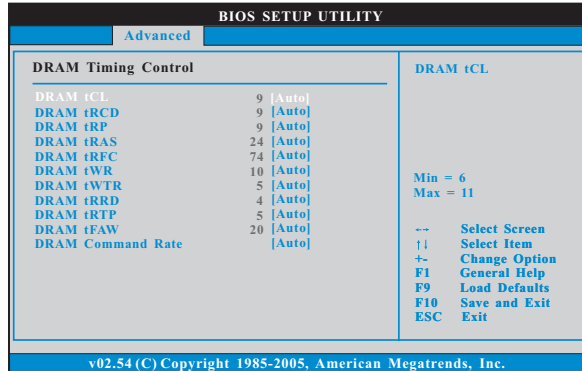 BIOS SETUP UTILITY
Advanced
DRAM Timing Control
DRAM tCL 9 [Auto]
DRAM tRCD 9 [Auto]
DRAM tRP 9 [Auto]
DRAM tRAS 24 [Auto]
DRAM tRFC 74 [Auto]
DRAM tWR 10 [Auto]
DRAM tWTR 5 [Auto]
DRAM tRRD 4 [Auto]
DRAM tRTP 5 [Auto]
DRAM tFAW 20 [Auto]
DRAM Command Rate [Auto]
DRAM tCL
Min = 6
Max = 11
←→ Select Screen
↑↓ Select Item
+- Change Option
F1 General Help
F9 Load Defaults
F10 Save and Exit
ESC Exit
v02.54 (C) Copyright 1985-2005, American Megatrends, Inc.